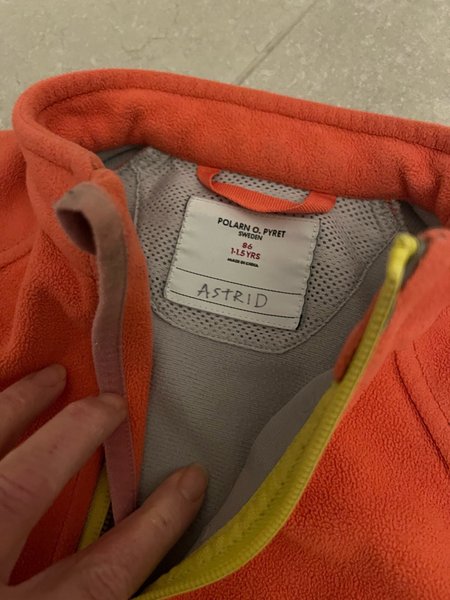 POLARN O. PYRET
SWEDEN
86
1-1.5 YRS
MADE IN CHINA
ASTRID